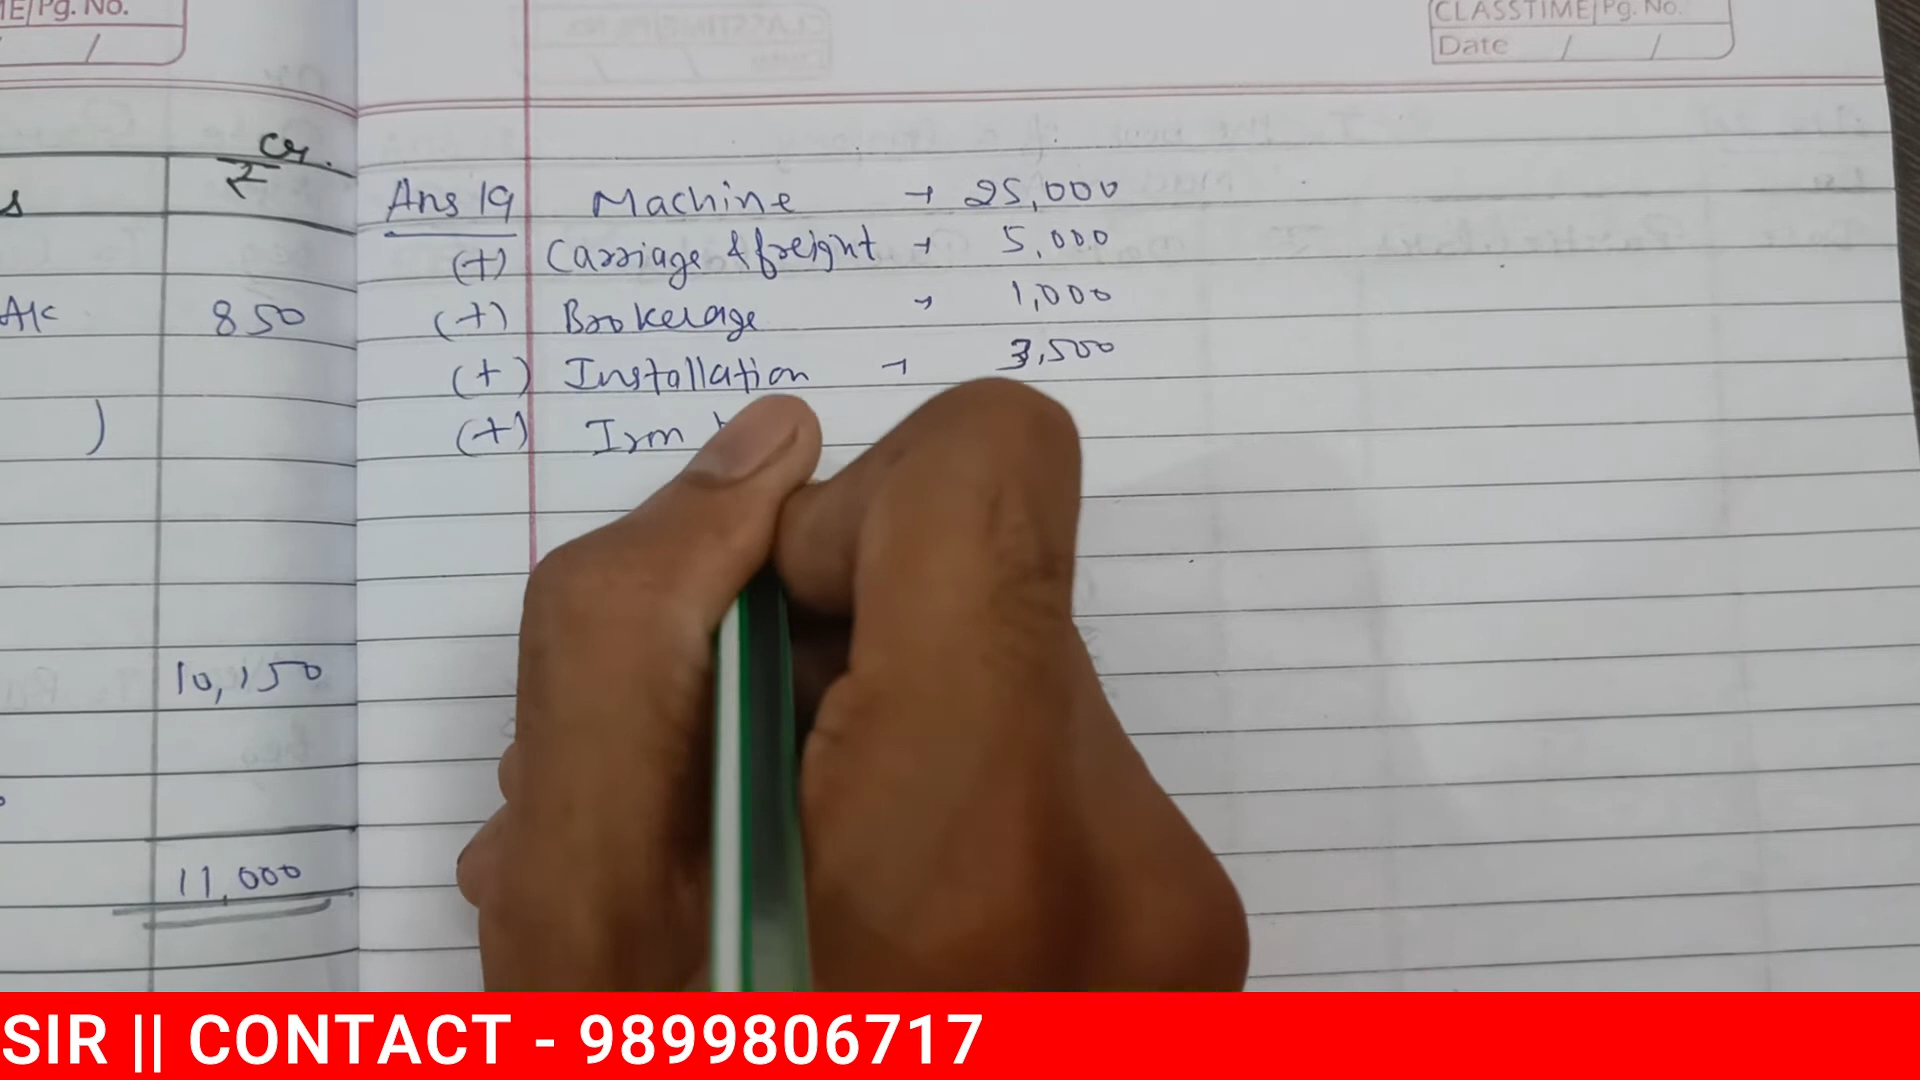 E/Pg. No.
/
CLASSTIME/Pg. No.
Date / /
Cr.
₹
s
A/c 850
)
10,150
11,000
Ans 19 Machine → 25,000
(+) Carriage & freight → 5,000
(+) Brokerage → 1,000
(+) Installation → 3,500
(+) Iron
SIR || CONTACT - 9899806717